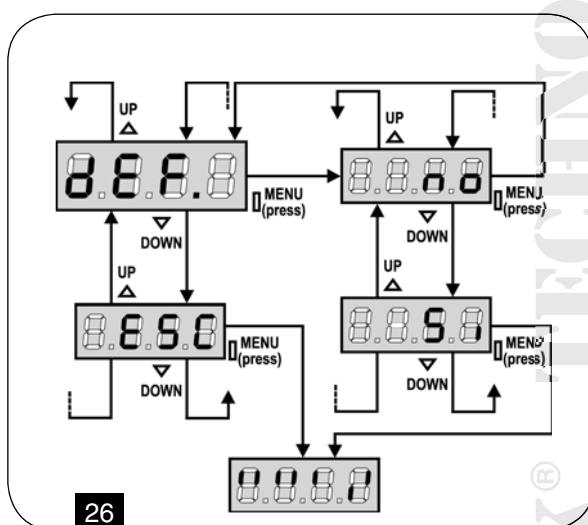 UP
UP
dEF.
no
MENU
(press)
MENU
(press)
DOWN
DOWN
UP
UP
ESC
Si
MENU
(press)
MENU
(press)
DOWN
DOWN
26
TECHNO
®